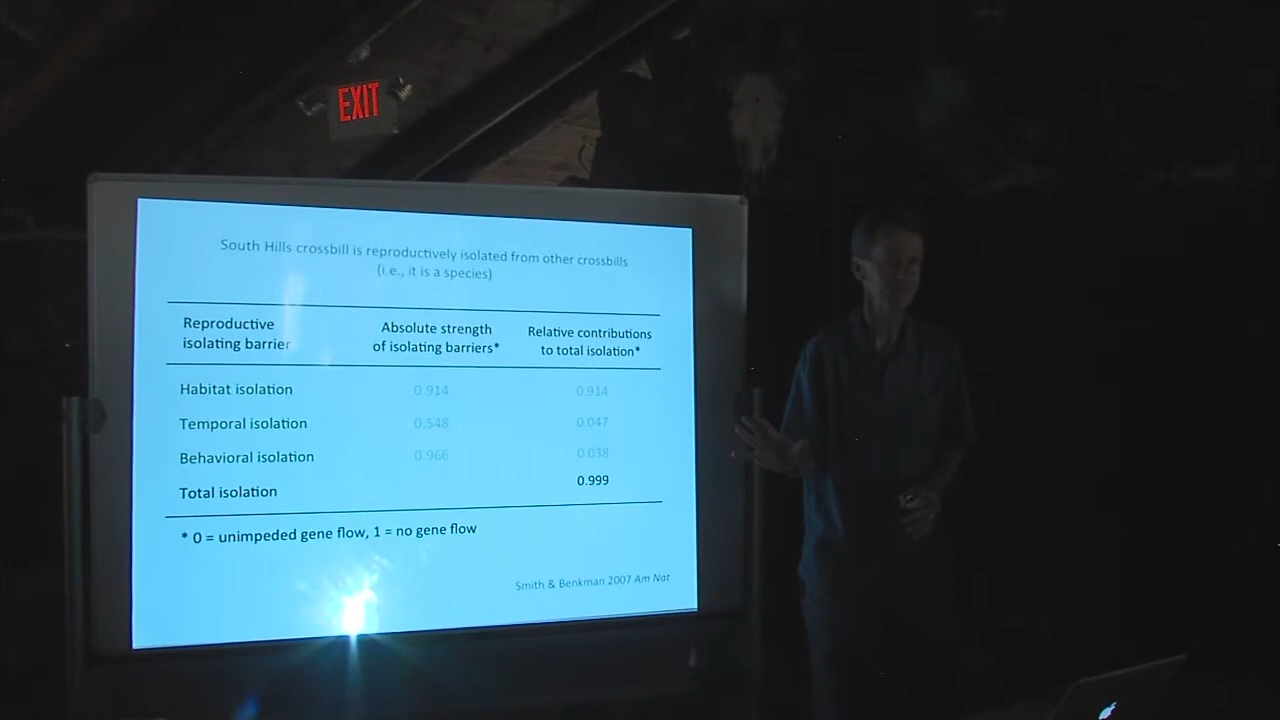 EXIT
South Hills crossbill is reproductively isolated from other crossbills
(i.e., it is a species)
Reproductive
isolating barrier
Absolute strength
of isolating barriers*
Relative contributions
to total isolation*
Habitat isolation 0.914 0.914
Temporal isolation 0.548 0.047
Behavioral isolation 0.966 0.038
Total isolation 0.999
* 0 = unimpeded gene flow, 1 = no gene flow
Smith & Benkman 2007 Am Nat